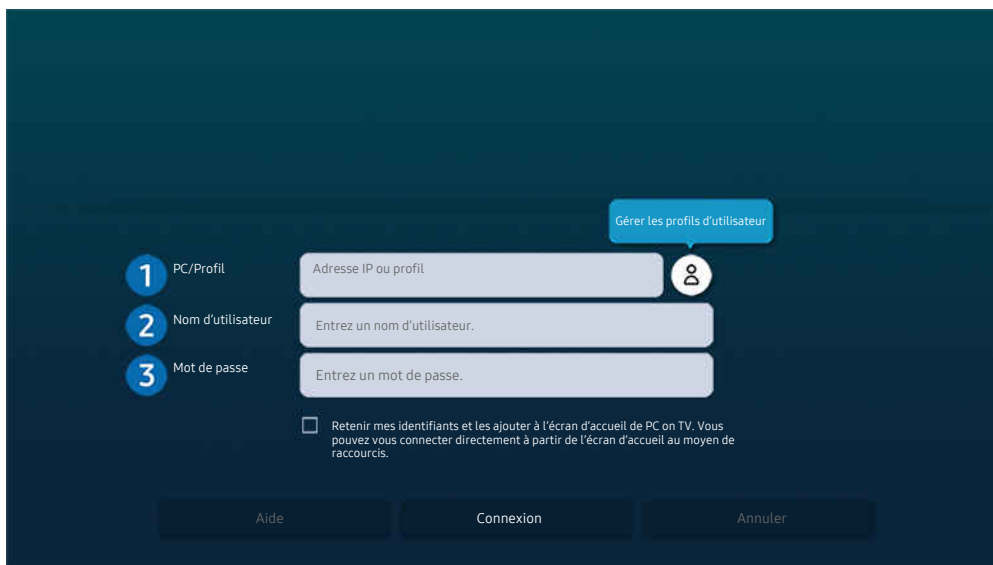 Gérer les profils d'utilisateur
1 PC/Profil Adresse IP ou profil
2 Nom d'utilisateur Entrez un nom d'utilisateur.
3 Mot de passe Entrez un mot de passe.
Retenir mes identifiants et les ajouter à l'écran d'accueil de PC on TV. Vous
pouvez vous connecter directement à partir de l'écran d'accueil au moyen de
raccourcis.
Aide Connexion Annuler